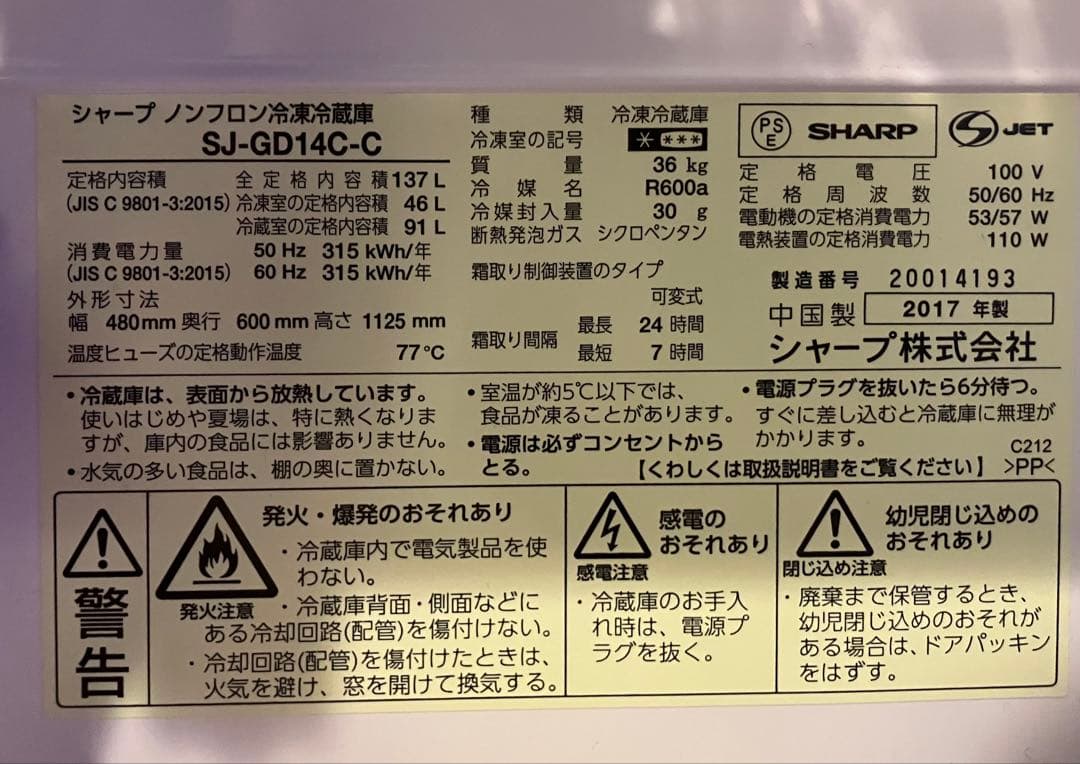 シャープ ノンフロン冷凍冷蔵庫
SJ-GD14C-C
定格内容積 全定格内容積 137 L
(JIS C 9801-3:2015) 冷凍室の定格内容積 46 L
冷蔵室の定格内容積 91 L
消費電力量 50 Hz 315 kWh/年
(JIS C 9801-3:2015) 60 Hz 315 kWh/年
外形寸法
幅 480mm 奥行 600mm 高さ 1125 mm
温度ヒューズの定格動作温度 77℃
種類 冷凍冷蔵庫
冷凍室の記号 * ***
質量 36 kg
冷媒名 R600a
冷媒封入量 30 g
断熱発泡ガス シクロペンタン
霜取り制御装置のタイプ
可変式
霜取り間隔 最長 24 時間
最短 7 時間
PSE SHARP S JET
定格電圧 100 V
定格周波数 50/60 Hz
電動機の定格消費電力 53/57 W
電熱装置の定格消費電力 110 W
製造番号 20014193
中国製 2017 年製
シャープ株式会社
・冷蔵庫は、表面から放熱しています。
使いはじめや夏場は、特に熱くなりま
すが、庫内の食品には影響ありません。
・水気の多い食品は、棚の奥に置かない。
・室温が約5℃以下では、
食品が凍ることがあります。
・電源は必ずコンセントから
とる。
・電源プラグを抜いたら6分待つ。
すぐに差し込むと冷蔵庫に無理が
かかります。
【くわしくは取扱説明書をご覧ください】
C212
>PP<
警告
発火注意
発火・爆発のおそれあり
・冷蔵庫内で電気製品を使
わない。
・冷蔵庫背面・側面などに
ある冷却回路(配管)を傷付けない。
・冷却回路(配管)を傷付けたときは、
火気を避け、窓を開けて換気する。
感電注意
感電の
おそれあり
・冷蔵庫のお手入
れ時は、電源プ
ラグを抜く。
閉じ込め注意
幼児閉じ込めの
おそれあり
・廃棄まで保管するとき、
幼児閉じ込めのおそれが
ある場合は、ドアパッキン
をはずす。